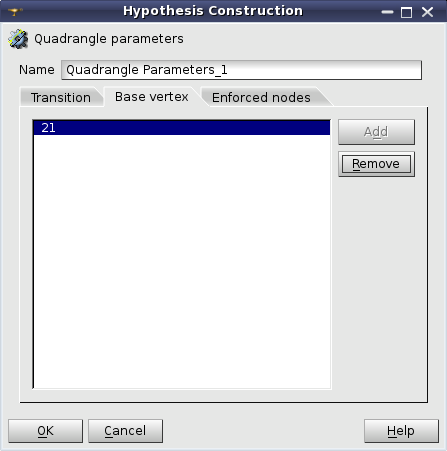 Hypothesis Construction
Quadrangle parameters
Name Quadrangle Parameters_1
Transition Base vertex Enforced nodes
21 Add
Remove
OK Cancel Help